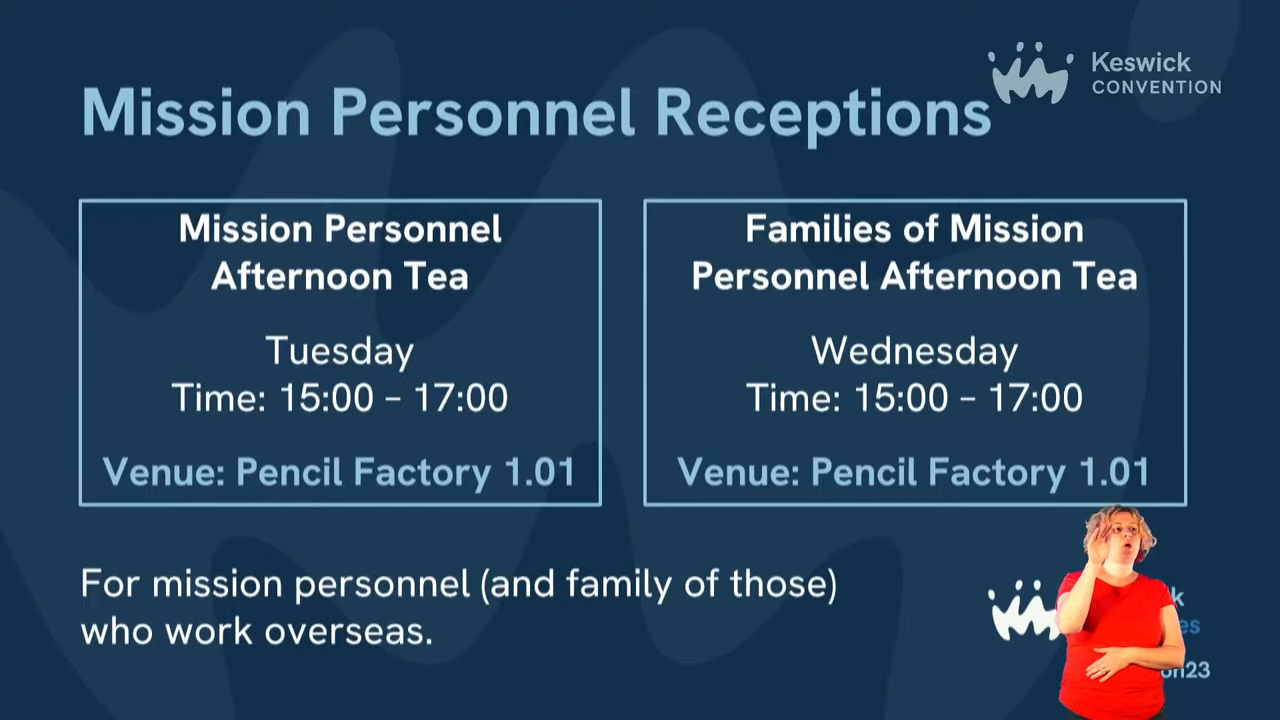 Keswick
CONVENTION
Mission Personnel Receptions
Mission Personnel
Afternoon Tea
Tuesday
Time: 15:00 – 17:00
Venue: Pencil Factory 1.01
Families of Mission
Personnel Afternoon Tea
Wednesday
Time: 15:00 – 17:00
Venue: Pencil Factory 1.01
For mission personnel (and family of those)
who work overseas.